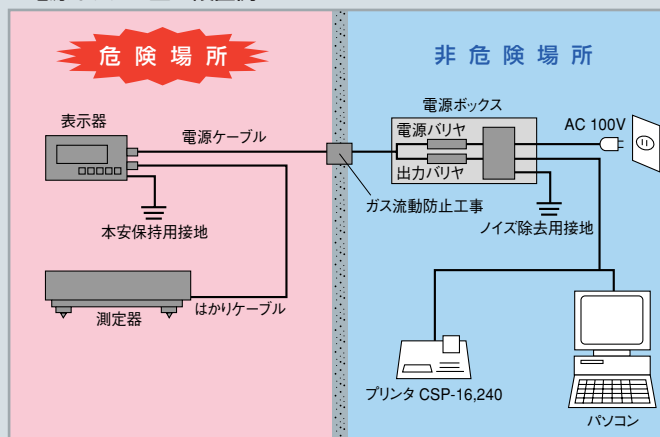 危険場所
非危険場所
表示器
電源ケーブル
電源ボックス
電源バリヤ
出力バリヤ
AC 100V
ガス流動防止工事
本安保持用接地
ノイズ除去用接地
測定器
はかりケーブル
プリンタ CSP-16,240
パソコン